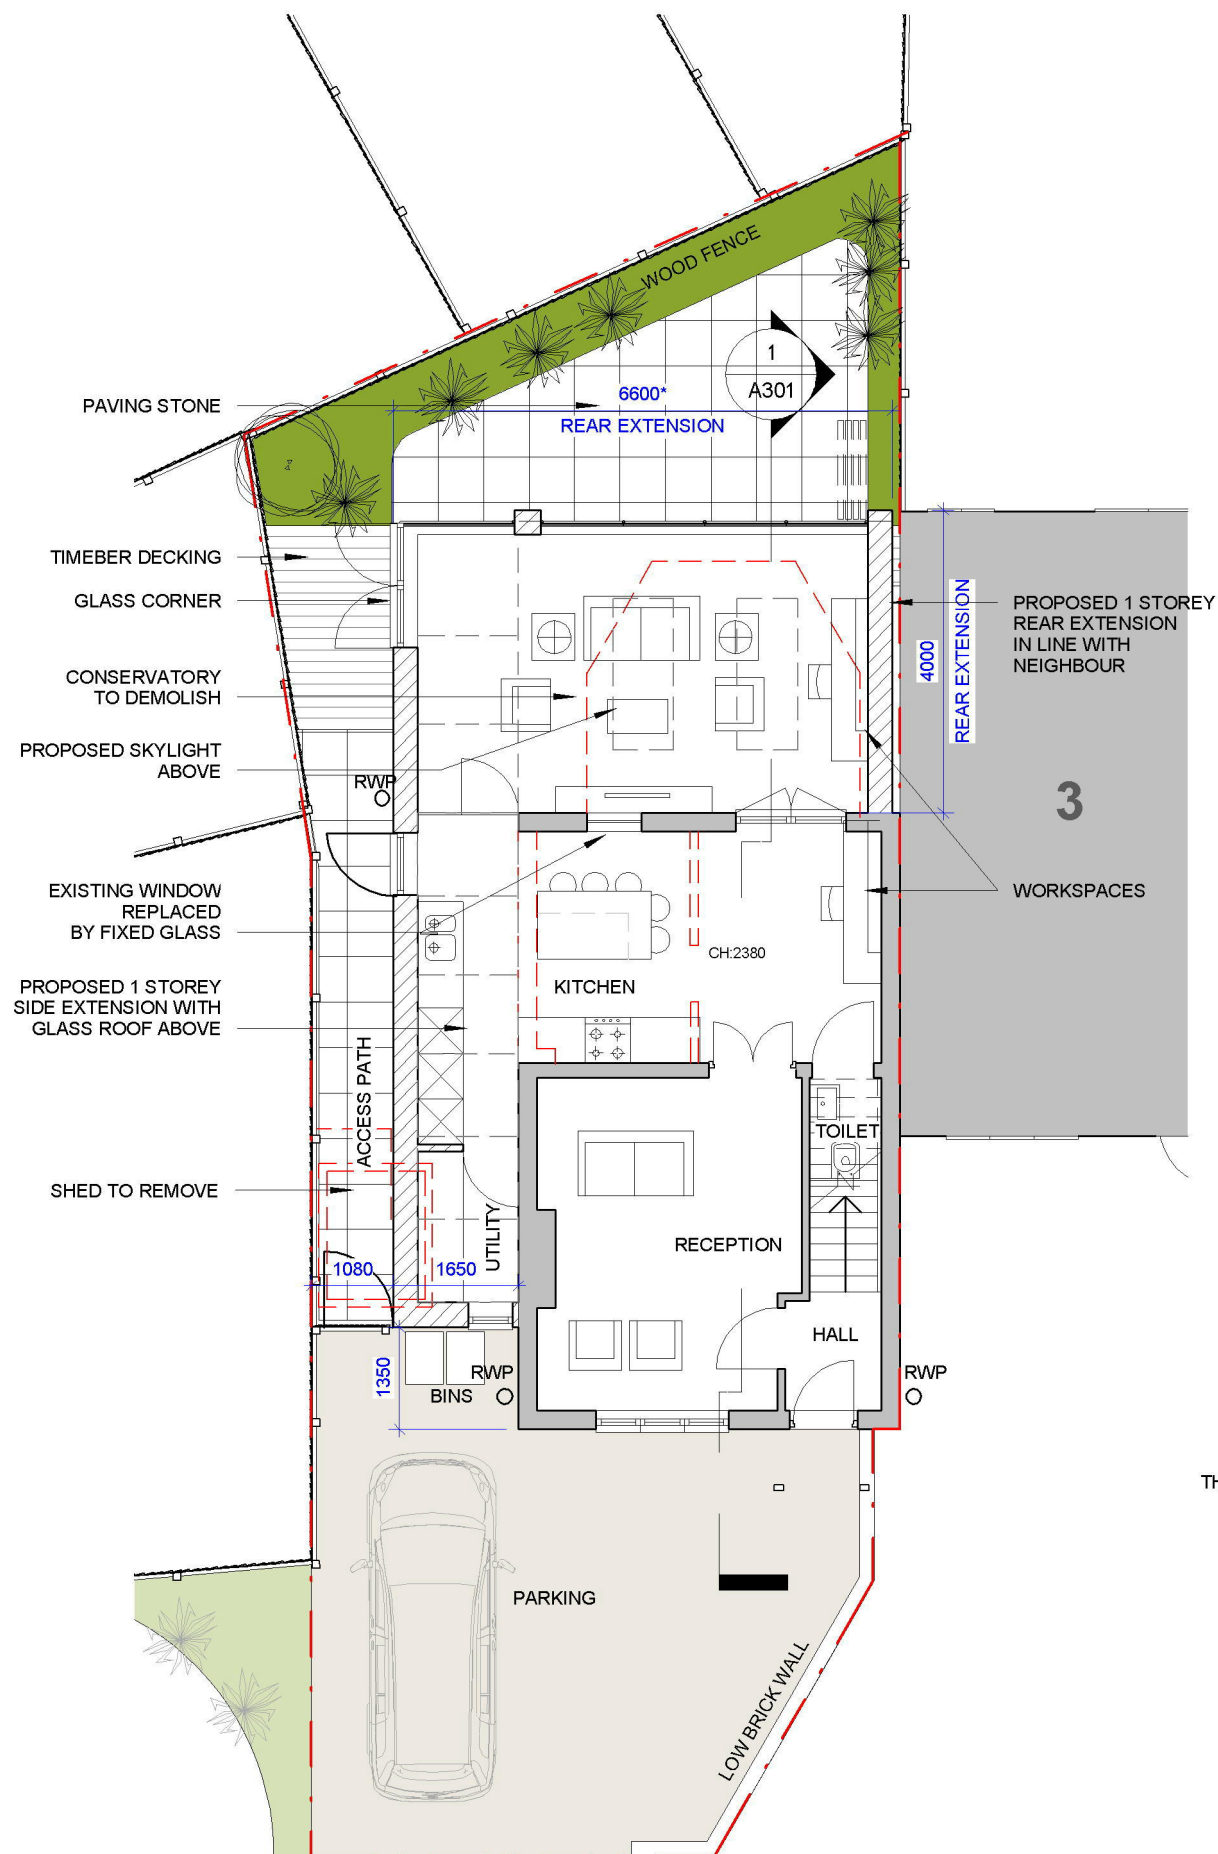 WOOD FENCE
1
A301
PAVING STONE
6600*
REAR EXTENSION
TIMEBER DECKING
GLASS CORNER
CONSERVATORY
TO DEMOLISH
PROPOSED SKYLIGHT
ABOVE
RWP
4000
REAR EXTENSION
PROPOSED 1 STOREY
REAR EXTENSION
IN LINE WITH
NEIGHBOUR
3
WORKSPACES
EXISTING WINDOW
REPLACED
BY FIXED GLASS
CH:2380
KITCHEN
PROPOSED 1 STOREY
SIDE EXTENSION WITH
GLASS ROOF ABOVE
ACCESS PATH
TOILET
SHED TO REMOVE
UTILITY
RECEPTION
1080
1650
HALL
1350
BINS
RWP
RWP
TH
PARKING
LOW BRICK WALL